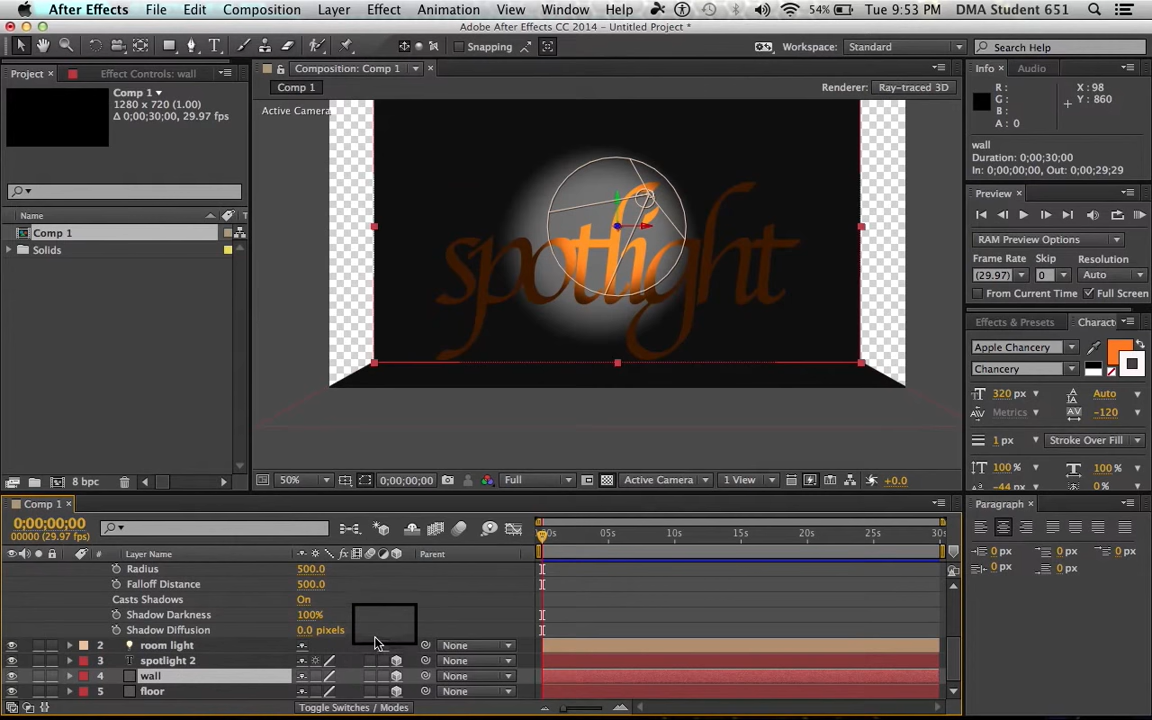 After Effects File Edit Composition Layer Effect Animation View Window Help 54% Tue 9:53 PM DMA Student 651
Adobe After Effects CC 2014 - Untitled Project *
Snapping Workspace: Standard Search Help
Project Effect Controls: wall
Comp 1
1280 x 720 (1.00)
Δ 0;00;30;00, 29.97 fps
Name
Comp 1
Solids
8 bpc
Composition: Comp 1
Comp 1 Renderer: Ray-traced 3D
Active Camera
spotlight
50% 0;00;00;00 Full Active Camera 1 View +0.0
Info Audio
R:
G:
B:
A: 0
X: 98
Y: 860
wall
Duration: 0;00;30;00
In: 0;00;00;00, Out: 0;00;29;29
Preview
RAM Preview Options
Frame Rate Skip Resolution
(29.97) 0 Auto
From Current Time Full Screen
Effects & Presets Charact
Apple Chancery
Chancery
320 px Auto
Metrics -120
1 px Stroke Over Fill
100% 100%
-44 px 0%
Paragraph
0 px 0 px 0 px
0 px 0 px
Comp 1
0;00;00;00
00000 (29.97 fps)
# Layer Name Parent
:00s 05s 10s 15s 20s 25s 30s
Radius 500.0
Falloff Distance 500.0
Casts Shadows On
Shadow Darkness 100%
Shadow Diffusion 0.0 pixels
2 room light None
3 T spotlight 2 None
4 wall None
5 floor None
Toggle Switches / Modes